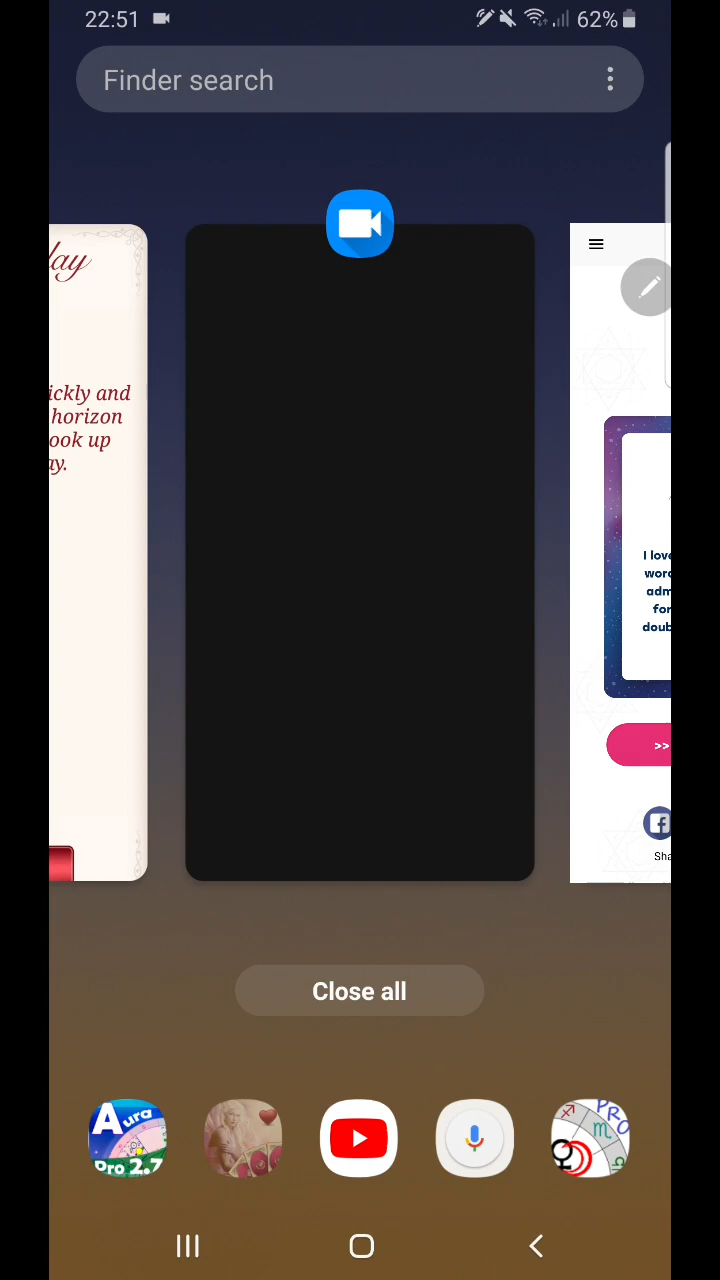 22:51
62%
Finder search
lay
ickly and
horizon
ook up
ay.
I love
word
adm
for
doub
>>
Sha
Close all
Aura
Pro 2.7
PRO